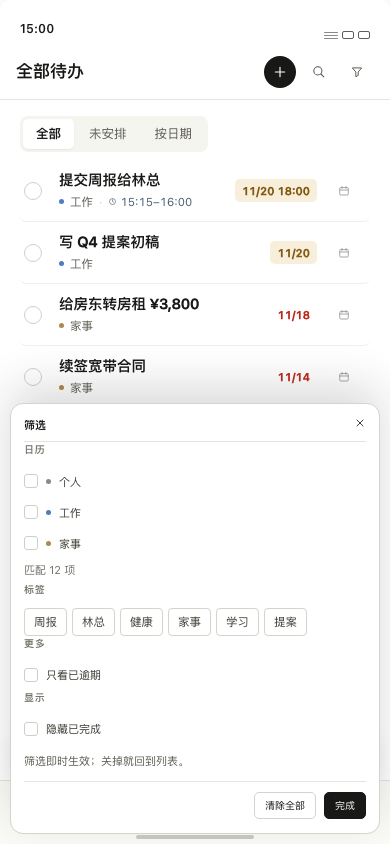 15:00
全部待办
全部 未安排 按日期
提交周报给林总
工作 · 15:15–16:00
11/20 18:00
写 Q4 提案初稿
工作
11/20
给房东转房租 ¥3,800
家事
11/18
续签宽带合同
家事
11/14
筛选
日历
个人
工作
家事
匹配 12 项
标签
周报 林总 健康 家事 学习 提案
更多
只看已逾期
显示
隐藏已完成
筛选即时生效；关掉就回到列表。
清除全部 完成